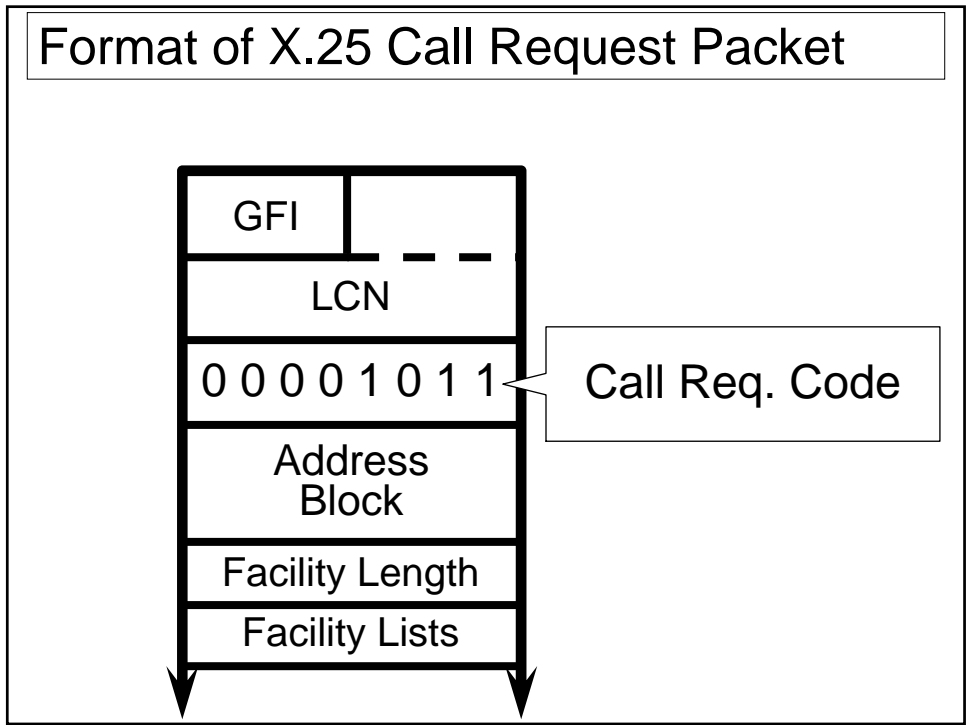 Format of X.25 Call Request Packet
GFI
LCN
0 0 0 0 1 0 1 1
Call Req. Code
Address
Block
Facility Length
Facility Lists